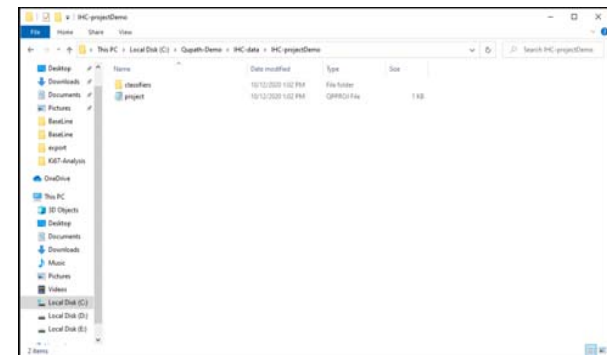 IHC-projectDemo
File Home Share View
This PC › Local Disk (C:) › Qupath-Demo › IHC-data › IHC-projectDemo
Search IHC-projectDemo
Name Date modified Type Size
classifiers 10/12/2020 1:02 PM File folder
project 10/12/2020 1:02 PM QPPROJ File 1 KB
Desktop
Downloads
Documents
Pictures
BaseLine
BaseLine
export
Ki67-Analysis
OneDrive
This PC
3D Objects
Desktop
Documents
Downloads
Music
Pictures
Videos
Local Disk (C:)
Local Disk (D:)
Local Disk (E:)
2 items